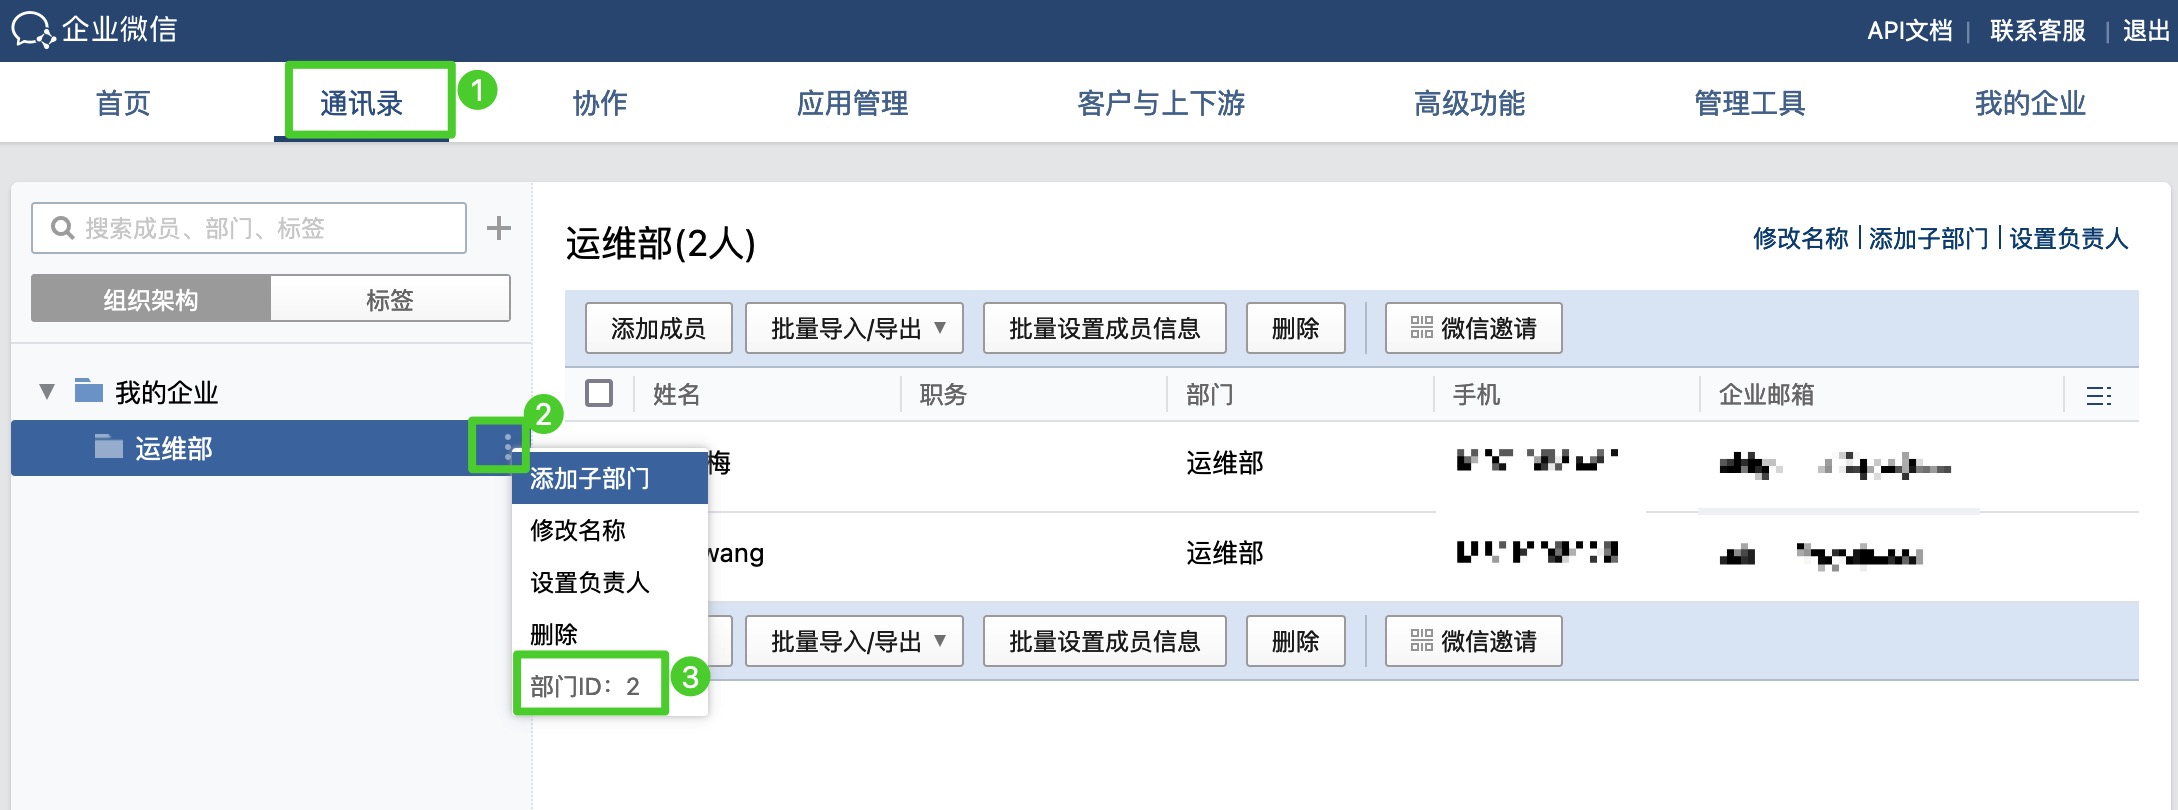 企业微信
API文档 | 联系客服 | 退出
首页 通讯录 1 协作 应用管理 客户与上下游 高级功能 管理工具 我的企业
搜索成员、部门、标签
组织架构 标签
我的企业
运维部
2
添加子部门
修改名称
设置负责人
删除
部门ID：2
3
运维部(2人)
修改名称 | 添加子部门 | 设置负责人
添加成员 批量导入/导出 批量设置成员信息 删除 微信邀请
姓名 职务 部门 手机 企业邮箱
梅 运维部
wang 运维部
批量导入/导出 批量设置成员信息 删除 微信邀请